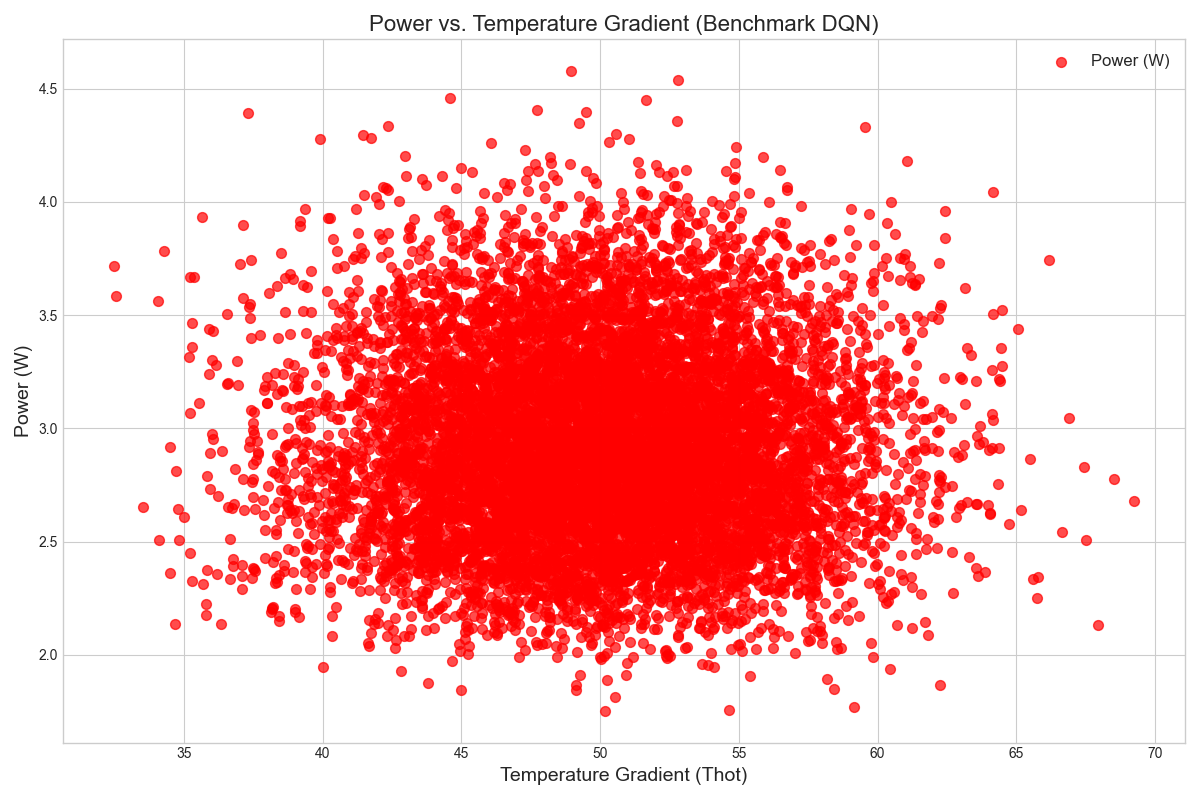 Power vs. Temperature Gradient (Benchmark DQN)
Power (W)
4.5
4.0
3.5
3.0
2.5
2.0
Power (W)
35 40 45 50 55 60 65 70
Temperature Gradient (Thot)